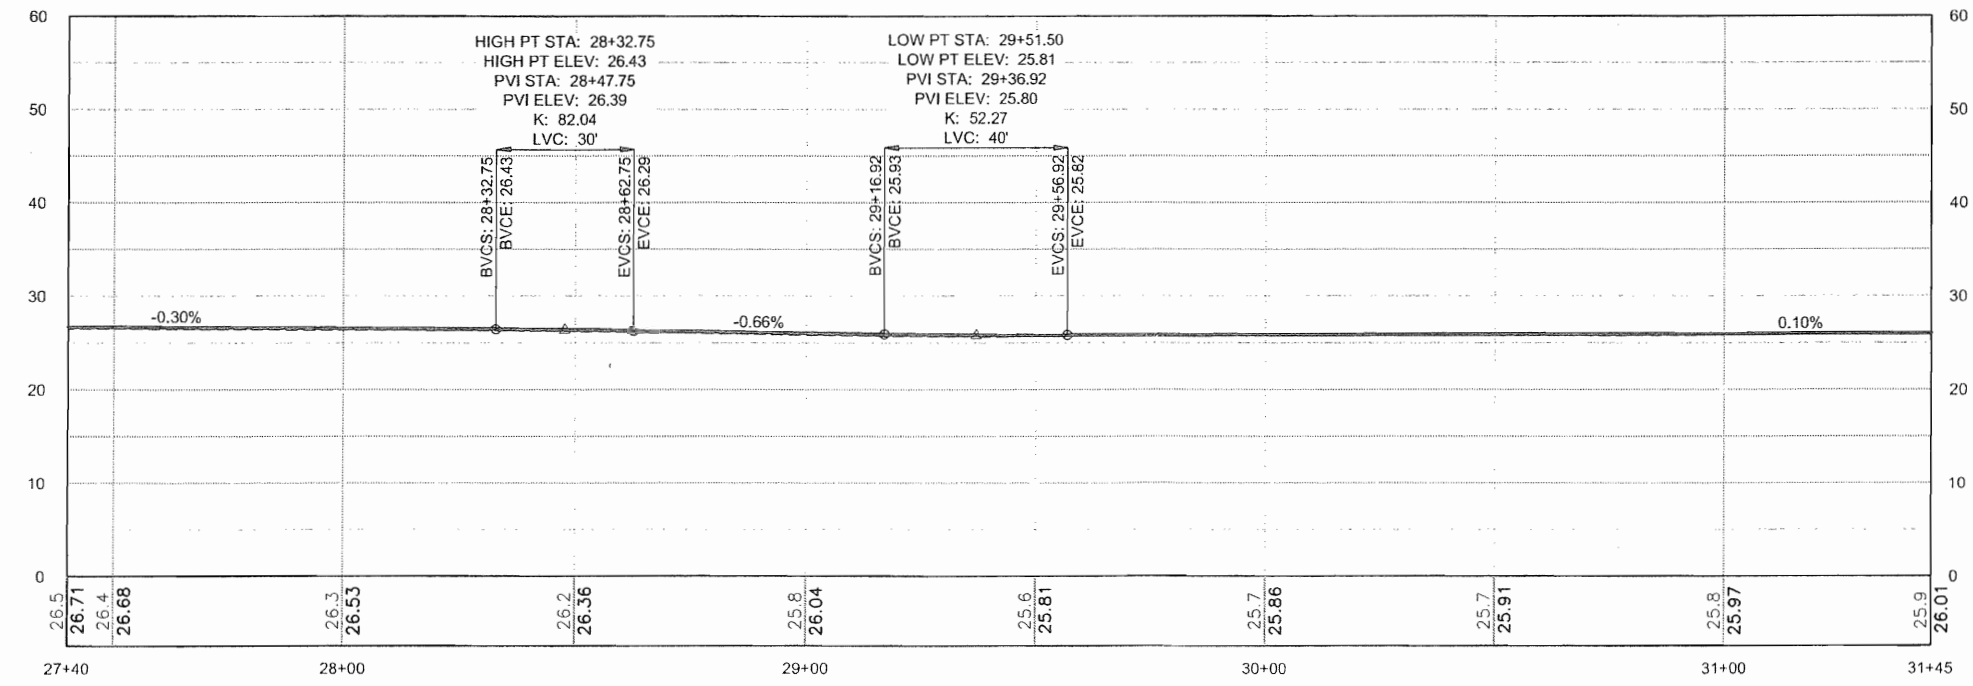 60
60
50
50
40
40
30
30
20
20
10
10
0
0
HIGH PT STA: 28+32.75
HIGH PT ELEV: 26.43
PVI STA: 28+47.75
PVI ELEV: 26.39
K: 82.04
LVC: 30'
BVCS: 28+32.75
BVCE: 26.43
EVCS: 28+62.75
EVCE: 26.29
LOW PT STA: 29+51.50
LOW PT ELEV: 25.81
PVI STA: 29+36.92
PVI ELEV: 25.80
K: 52.27
LVC: 40'
BVCS: 29+16.92
BVCE: 25.93
EVCS: 29+56.92
EVCE: 25.82
-0.30%
-0.66%
0.10%
26.5
26.71
26.4
26.68
26.3
26.53
26.2
26.36
25.8
26.04
25.6
25.81
25.7
25.86
25.7
25.91
25.8
25.97
25.9
26.01
27+40
28+00
29+00
30+00
31+00
31+45